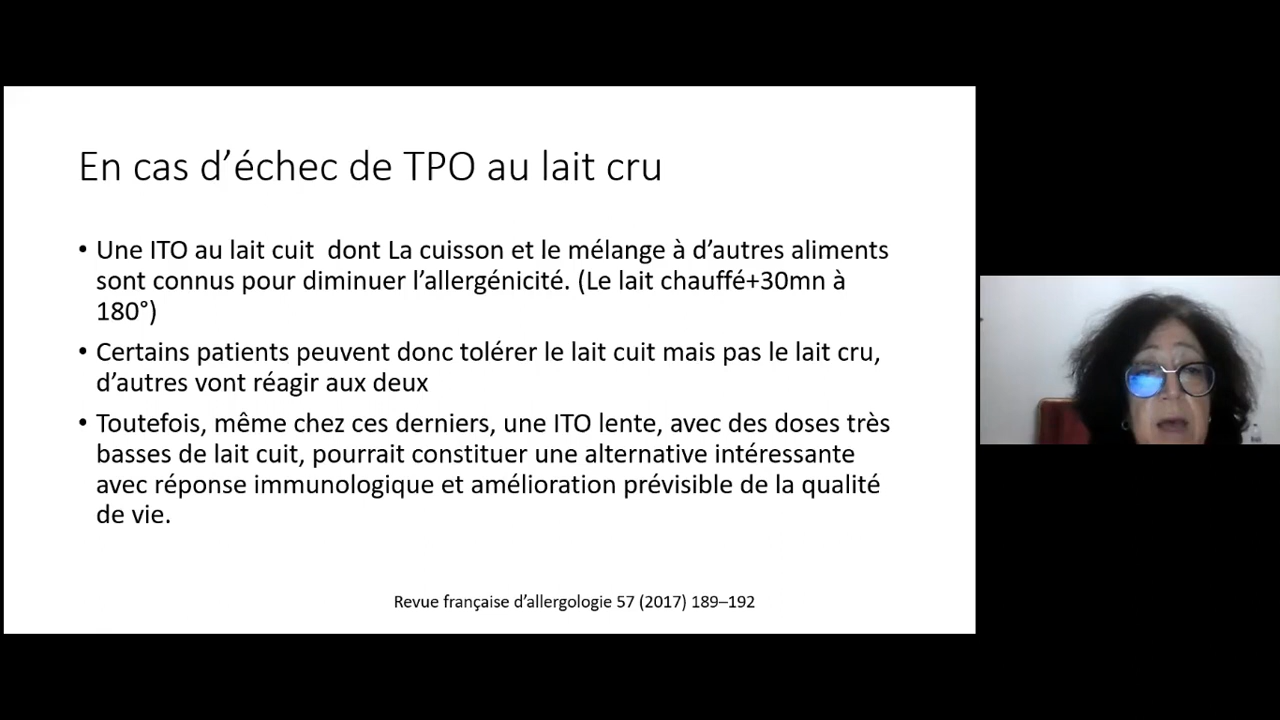 En cas d’échec de TPO au lait cru
• Une ITO au lait cuit  dont La cuisson et le mélange à d’autres aliments
sont connus pour diminuer l’allergénicité. (Le lait chauffé+30mn à
180°)
• Certains patients peuvent donc tolérer le lait cuit mais pas le lait cru,
d’autres vont réagir aux deux
• Toutefois, même chez ces derniers, une ITO lente, avec des doses très
basses de lait cuit, pourrait constituer une alternative intéressante
avec réponse immunologique et amélioration prévisible de la qualité
de vie.
Revue française d’allergologie 57 (2017) 189–192